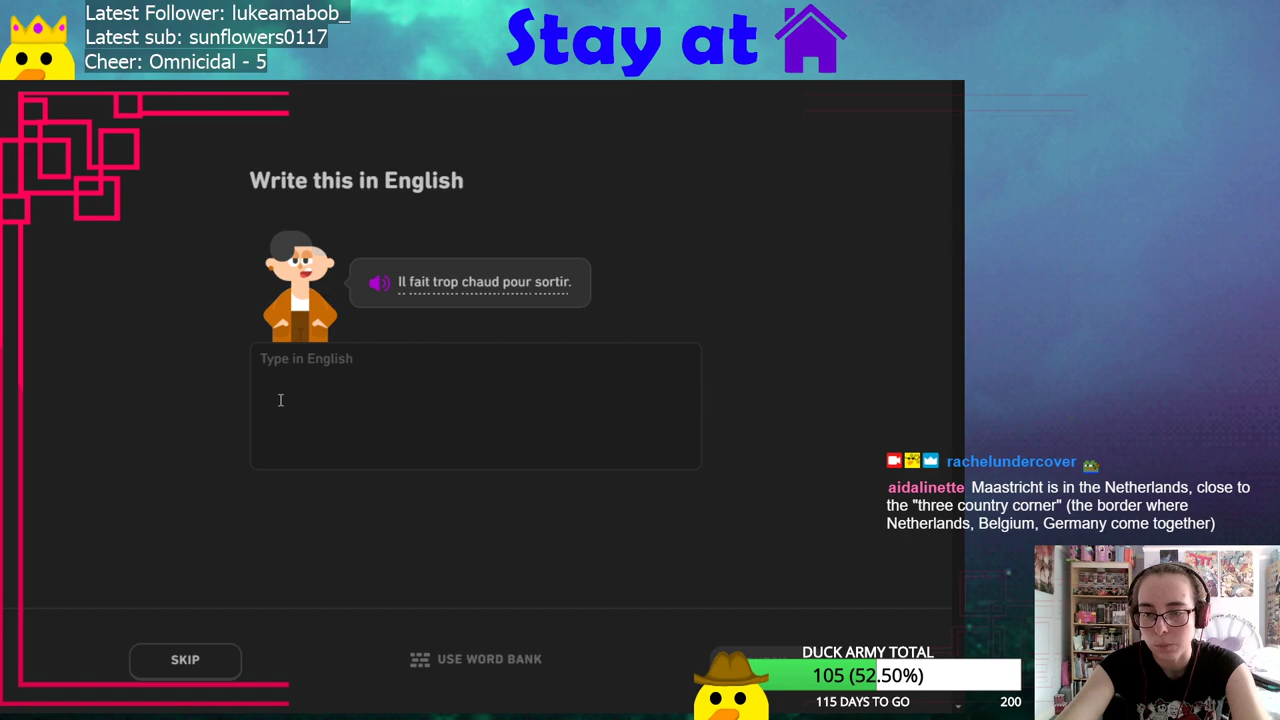 Latest Follower: lukeamabob_
Latest sub: sunflowers0117
Cheer: Omnicidal - 5
Stay at
Write this in English
Il fait trop chaud pour sortir.
Type in English
rachelundercover
aidalinette Maastricht is in the Netherlands, close to
the "three country corner" (the border where
Netherlands, Belgium, Germany come together)
SKIP
USE WORD BANK
DUCK ARMY TOTAL
105 (52.50%)
115 DAYS TO GO
200